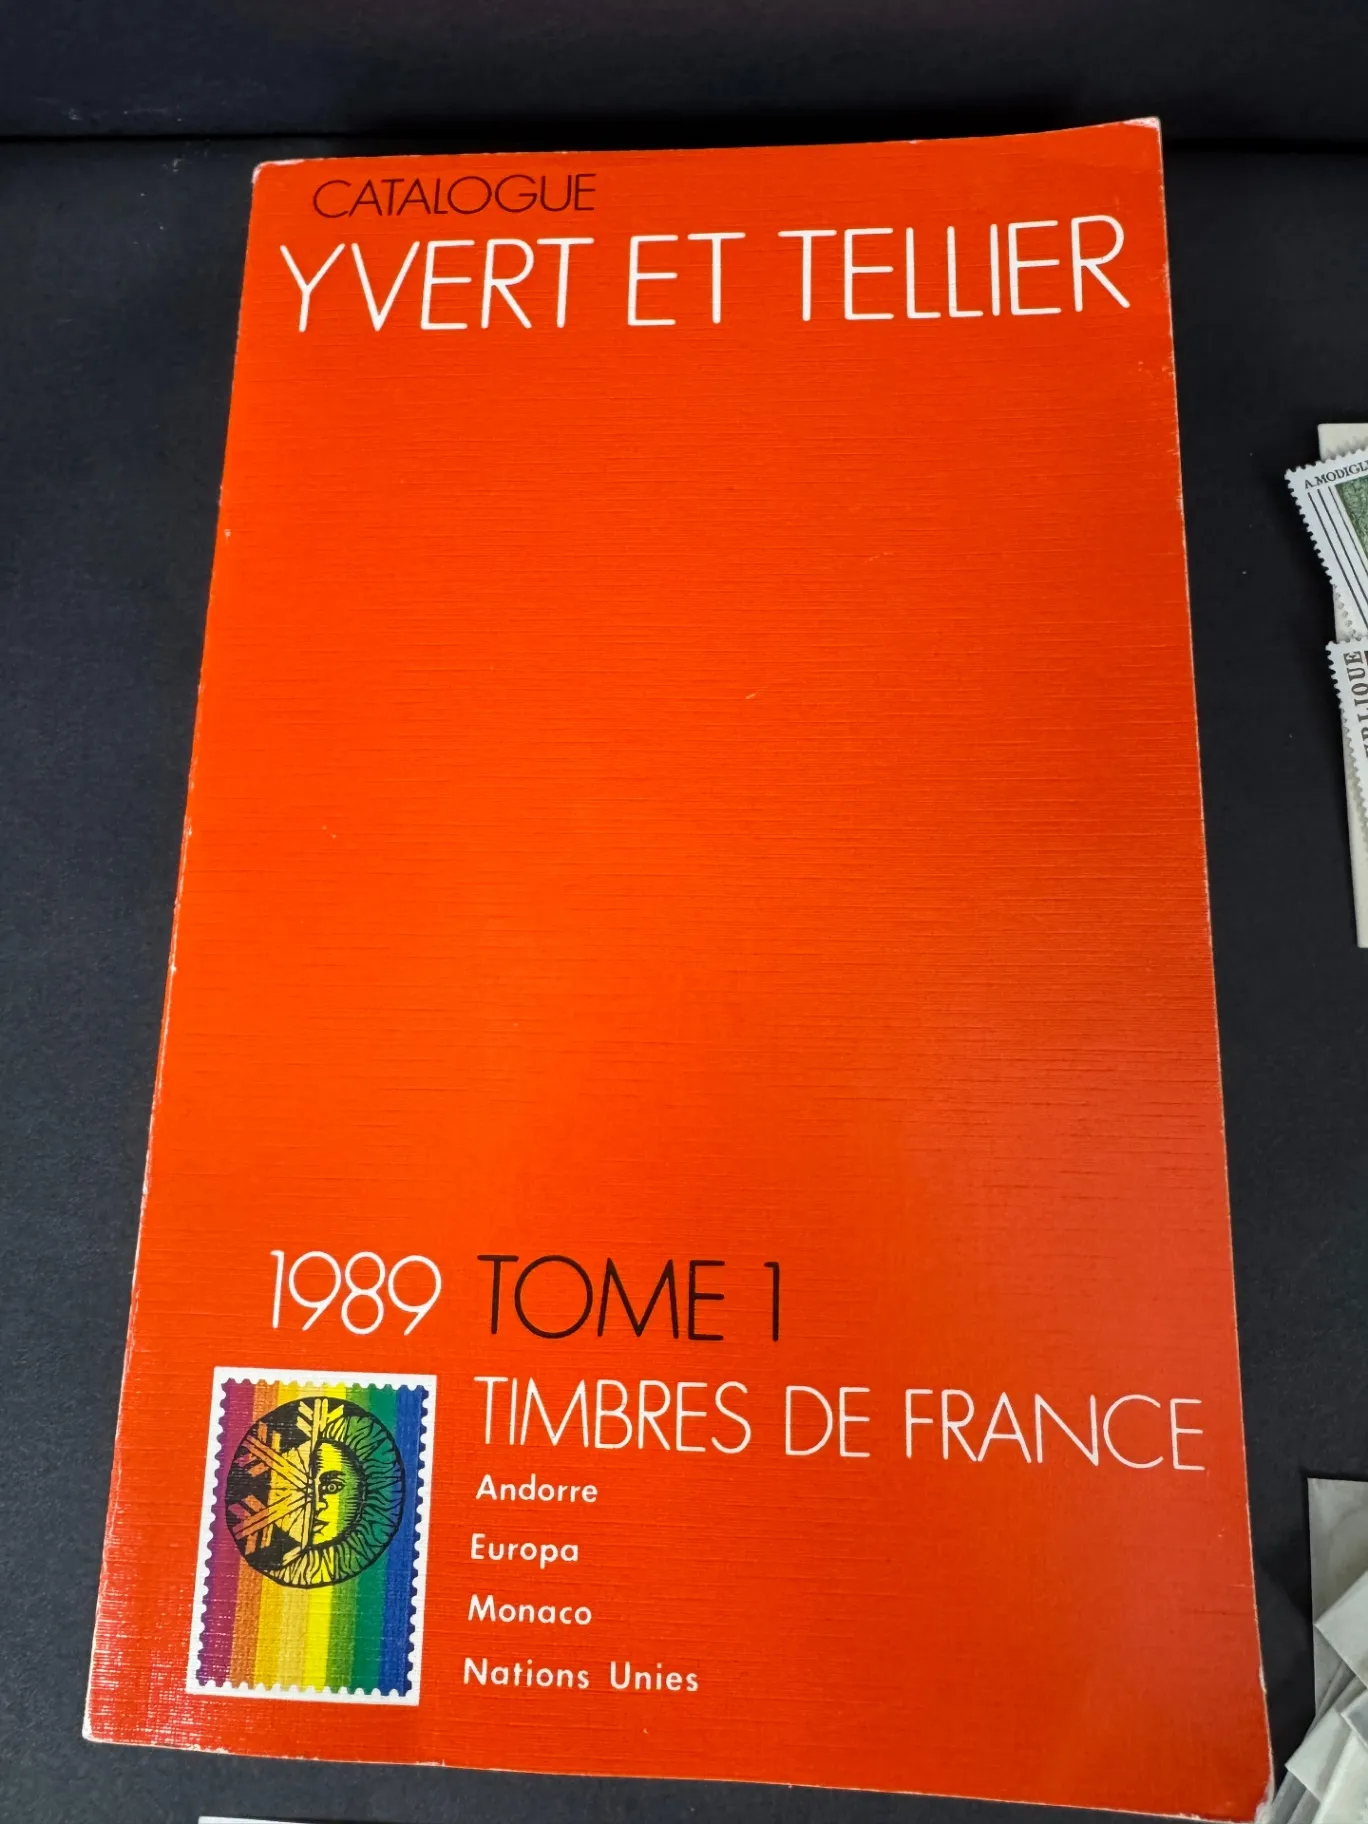 CATALOGUE
YVERT ET TELLIER
1989 TOME 1
TIMBRES DE FRANCE
Andorre
Europa
Monaco
Nations Unies